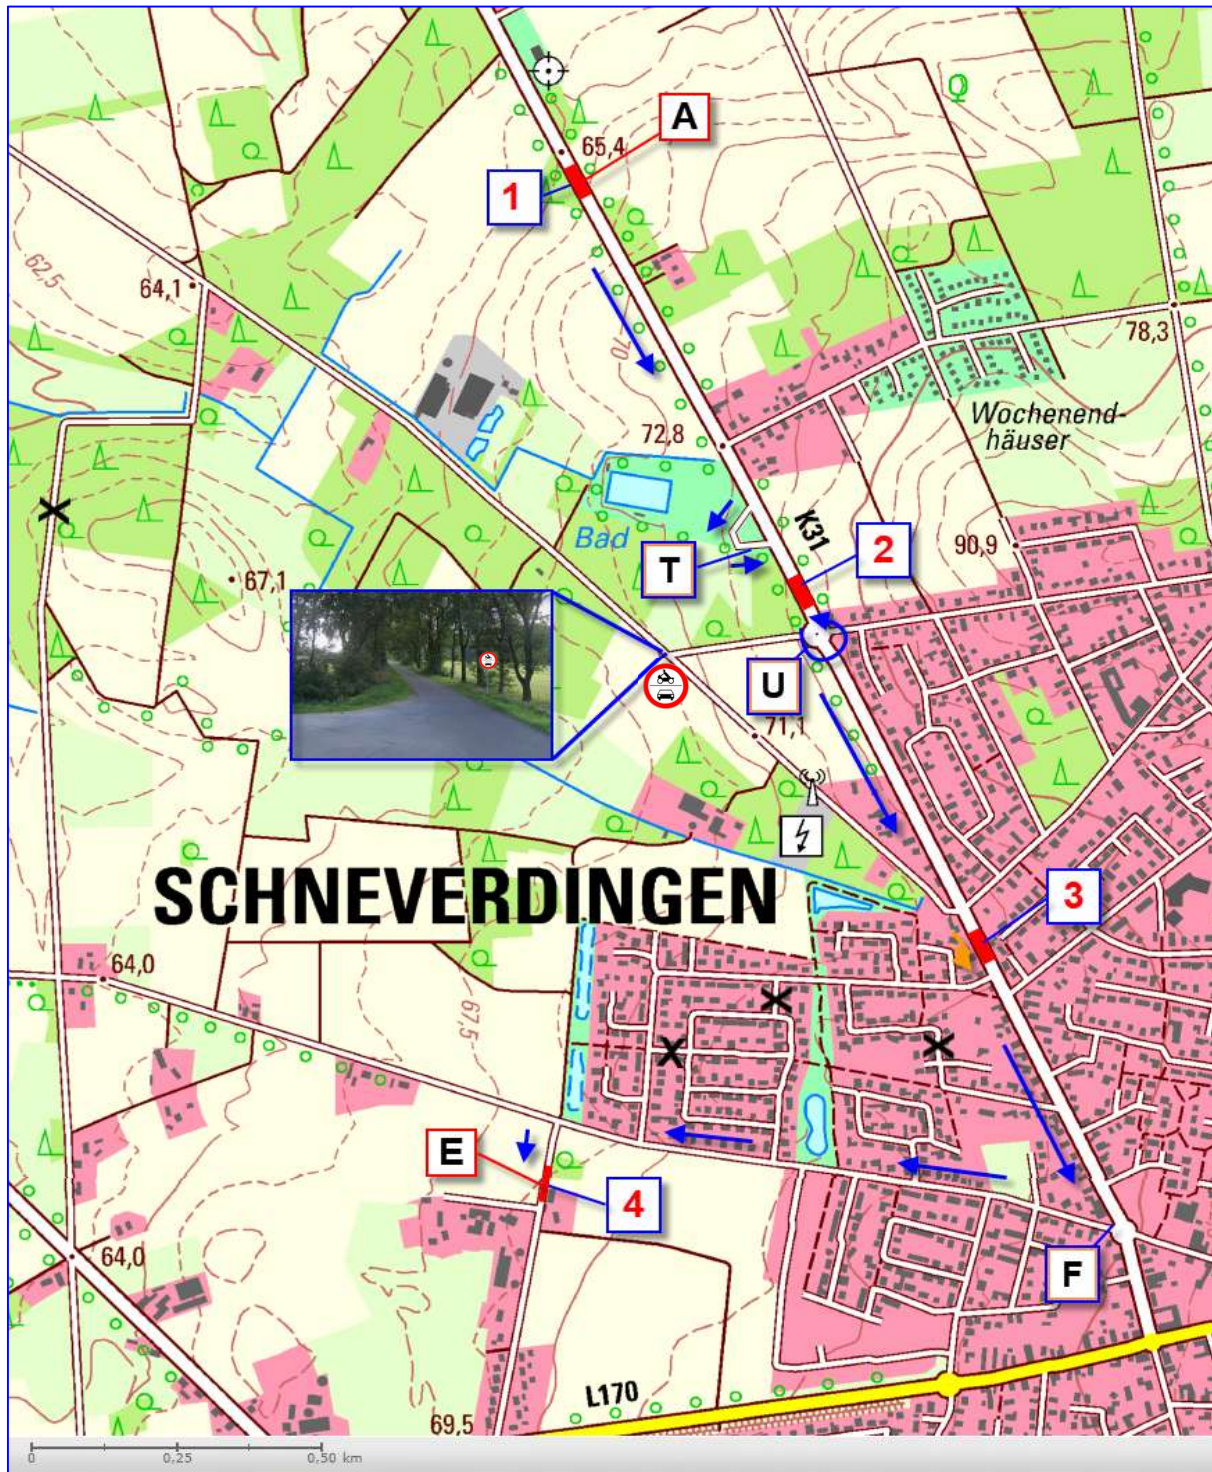 A
65,4
1
62,5
64,1
70
78,3
Wochenend-
häuser
72,8
K31
Bad
T
2
90,9
67,1
U
71,1
3
SCHNEVERDINGEN
64,0
67,5
E
4
64,0
F
L170
69,5
0
0,25
0,50 km